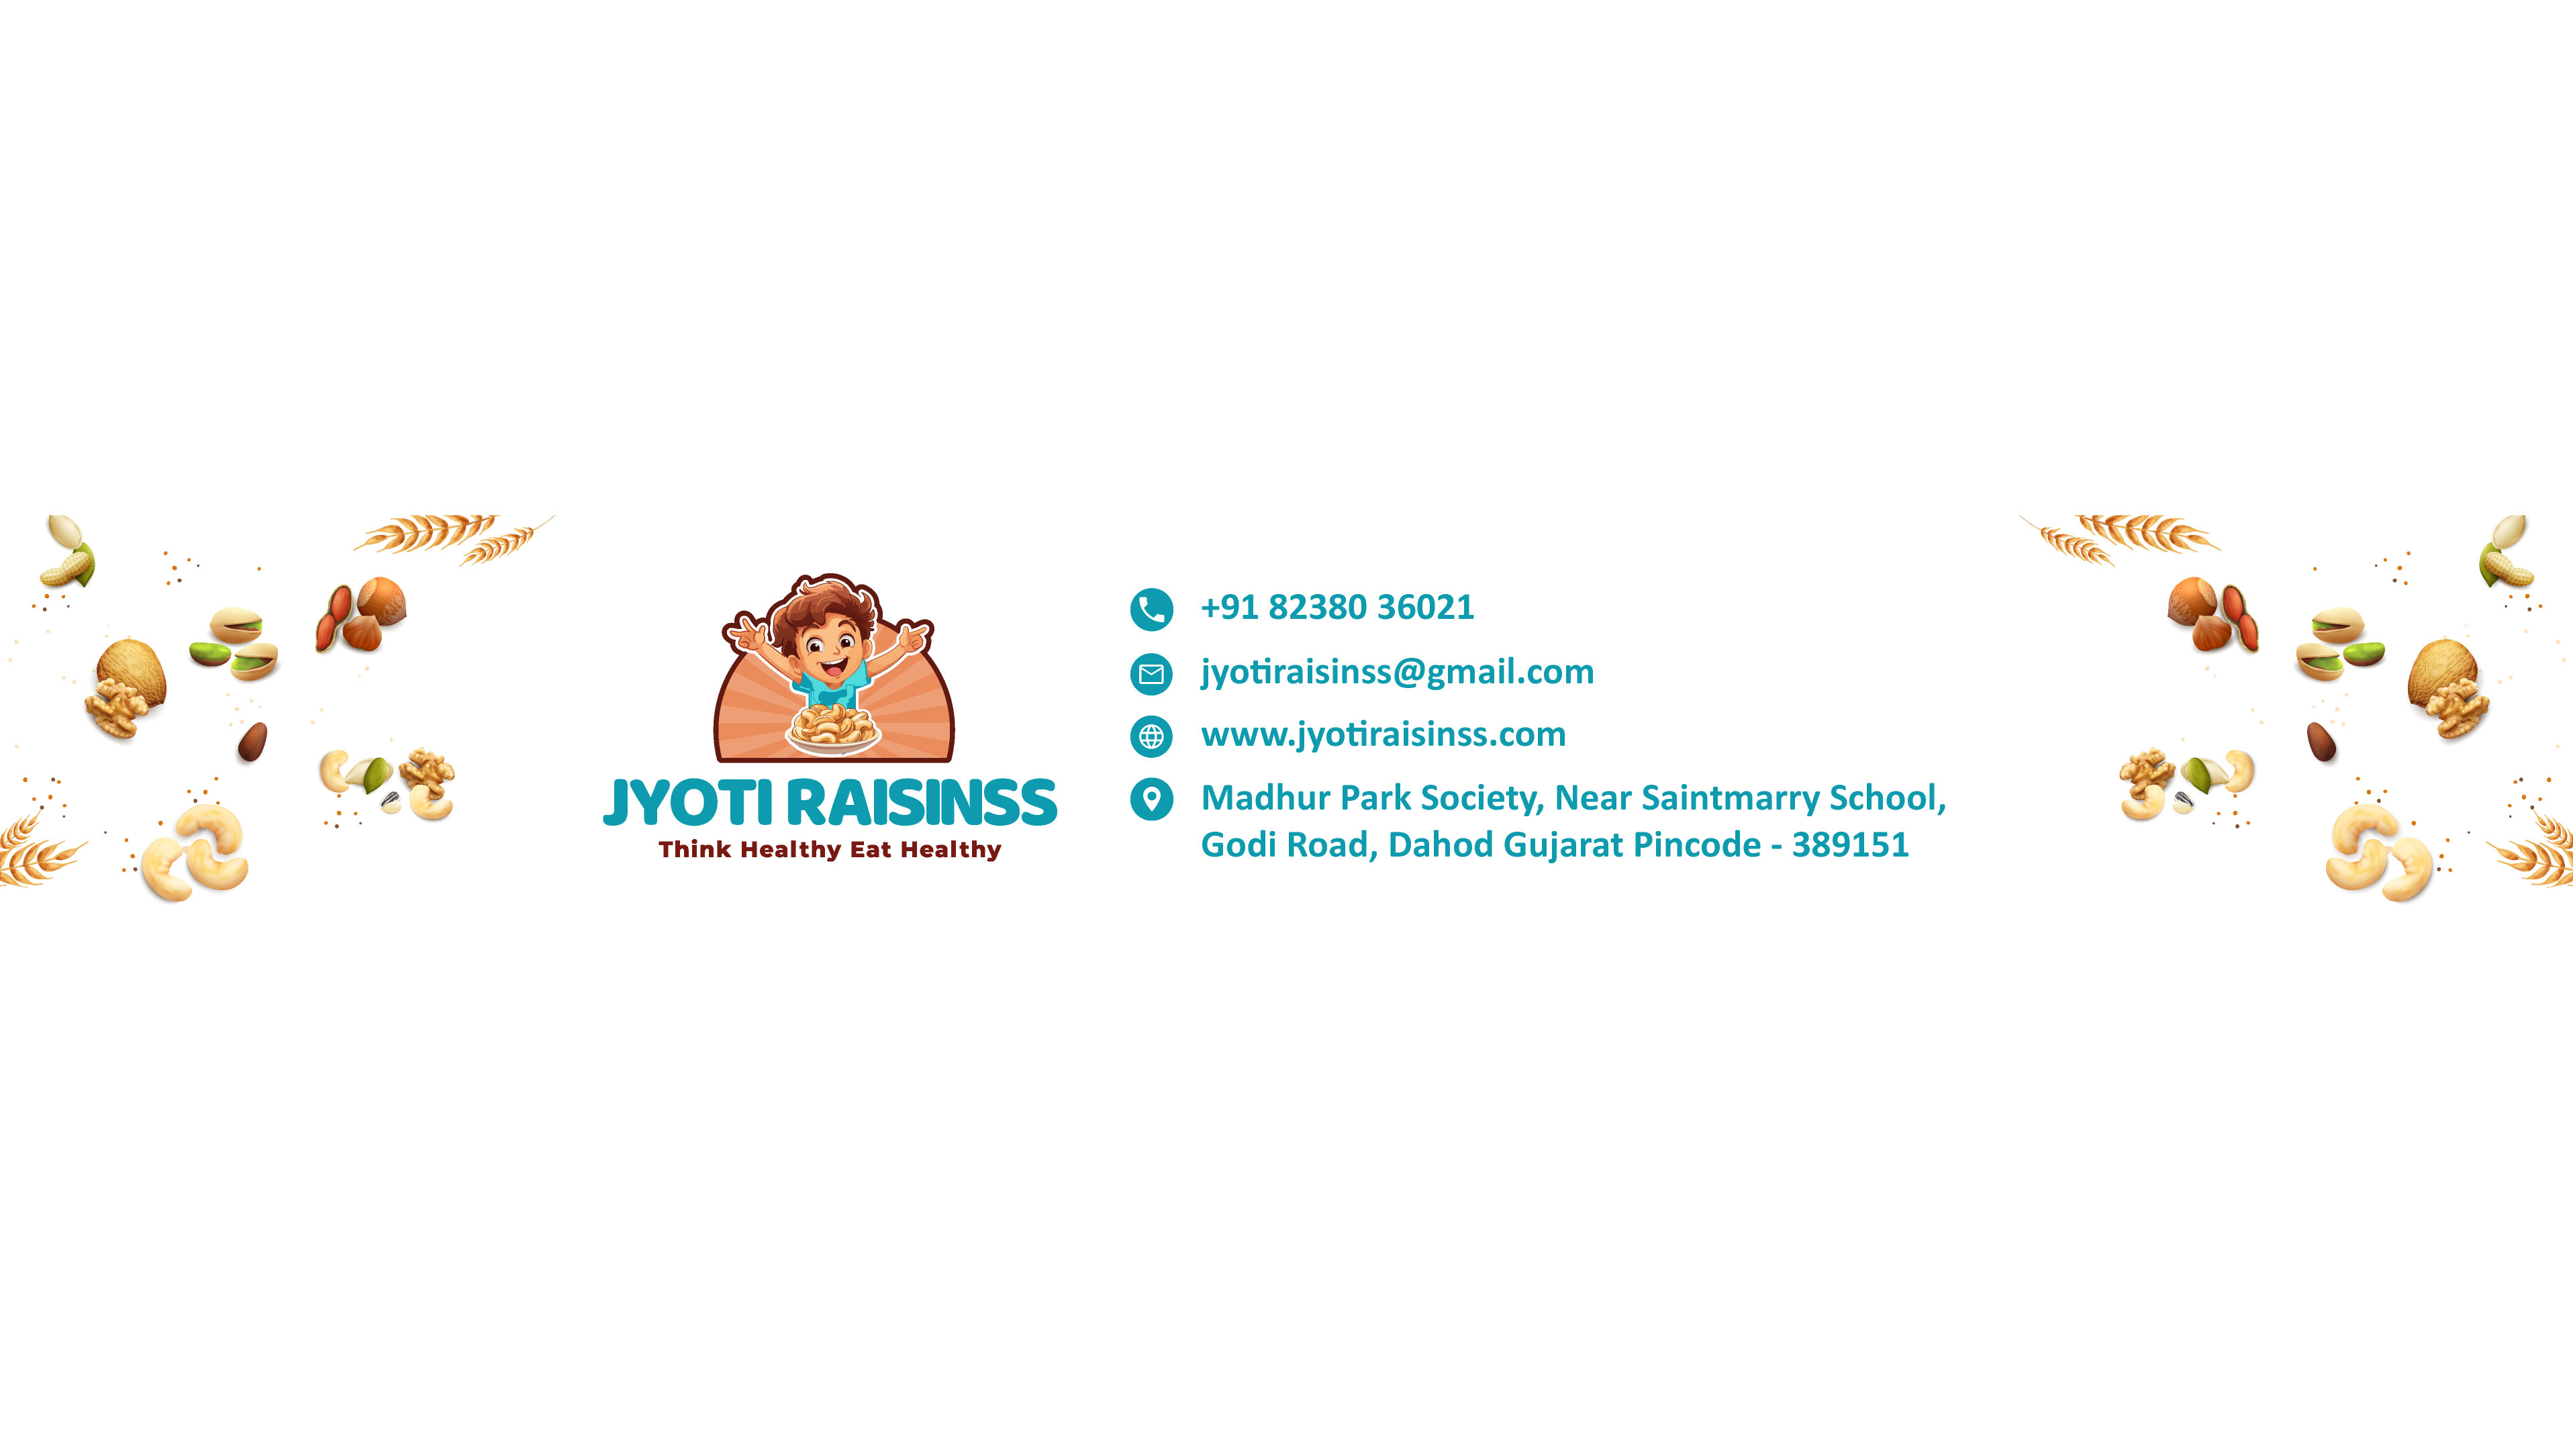 JYOTI RAISINSS
Think Healthy Eat Healthy
+91 82380 36021
jyotiraisinss@gmail.com
www.jyotiraisinss.com
Madhur Park Society, Near Saintmarry School,
Godi Road, Dahod Gujarat Pincode - 389151